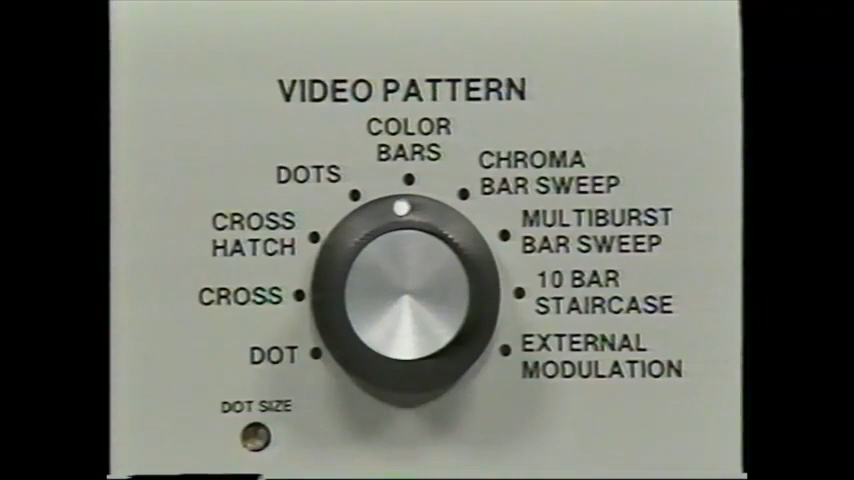 VIDEO PATTERN
COLOR
BARS
DOTS
CHROMA
BAR SWEEP
CROSS
HATCH
MULTIBURST
BAR SWEEP
CROSS
10 BAR
STAIRCASE
DOT
EXTERNAL
MODULATION
DOT SIZE